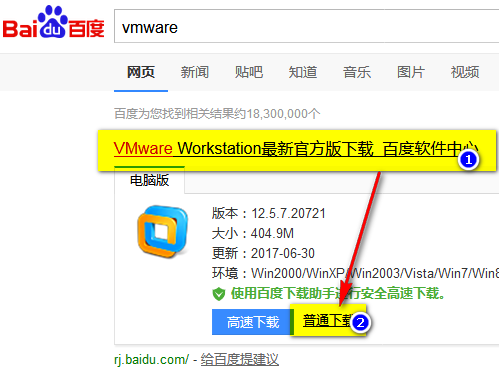 Baidu百度
vmware
网页 新闻 贴吧 知道 音乐 图片 视频
百度为您找到相关结果约18,300,000个
VMware Workstation最新官方版下载_百度软件中心
1
电脑版
版本：12.5.7.20721
大小：404.9M
更新：2017-06-30
环境：Win2000/WinXP/Win2003/Vista/Win7/Win8
使用百度下载助手进行安全高速下载。
高速下载 普通下载 2
rj.baidu.com/ - 给百度提建议